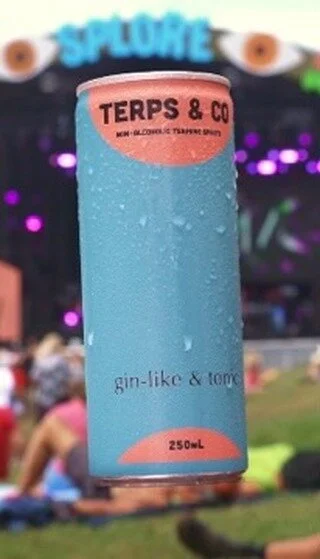 SPLORE
TERPS & CO
NON-ALCOHOLIC TERPENE SPIRITS
gin-like & tonic
250mL